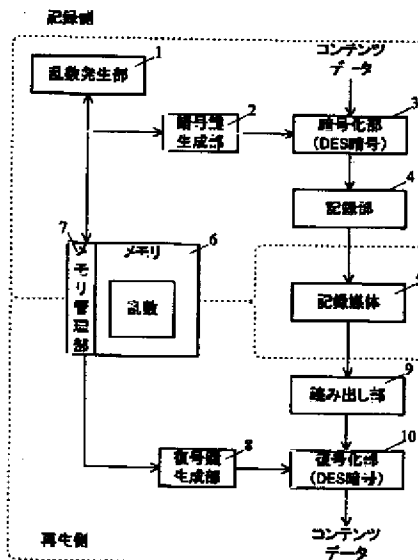 記録側
乱数発生部
1
暗号鍵
生成部
2
コンテンツ
データ
暗号化部
(DES暗号)
3
記録部
4
7
メモリ管理部
メモリ
6
乱数
記録媒体
読み出し部
9
復号鍵
生成部
8
復号化部
(DES暗号)
10
再生側
コンテンツ
データ